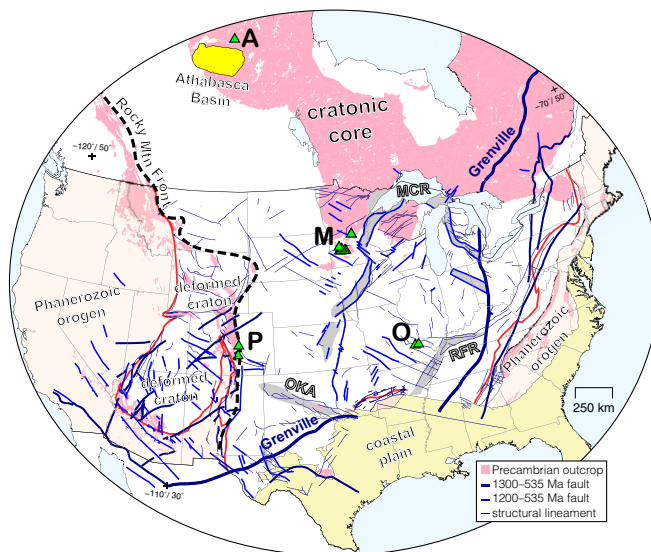 A
Athabasca
Basin
cratonic
core
-70°/ 50°
Grenville
Rocky Mtn Front
-120°/ 50°
MCR
M
deformed
craton
Phanerozoic
orogen
P
O
RFR
Phanerozoic
orogen
deformed
craton
OKA
250 km
Grenville
coastal
plain
-110°/ 30°
Precambrian outcrop
1300–535 Ma fault
1200–535 Ma fault
structural lineament